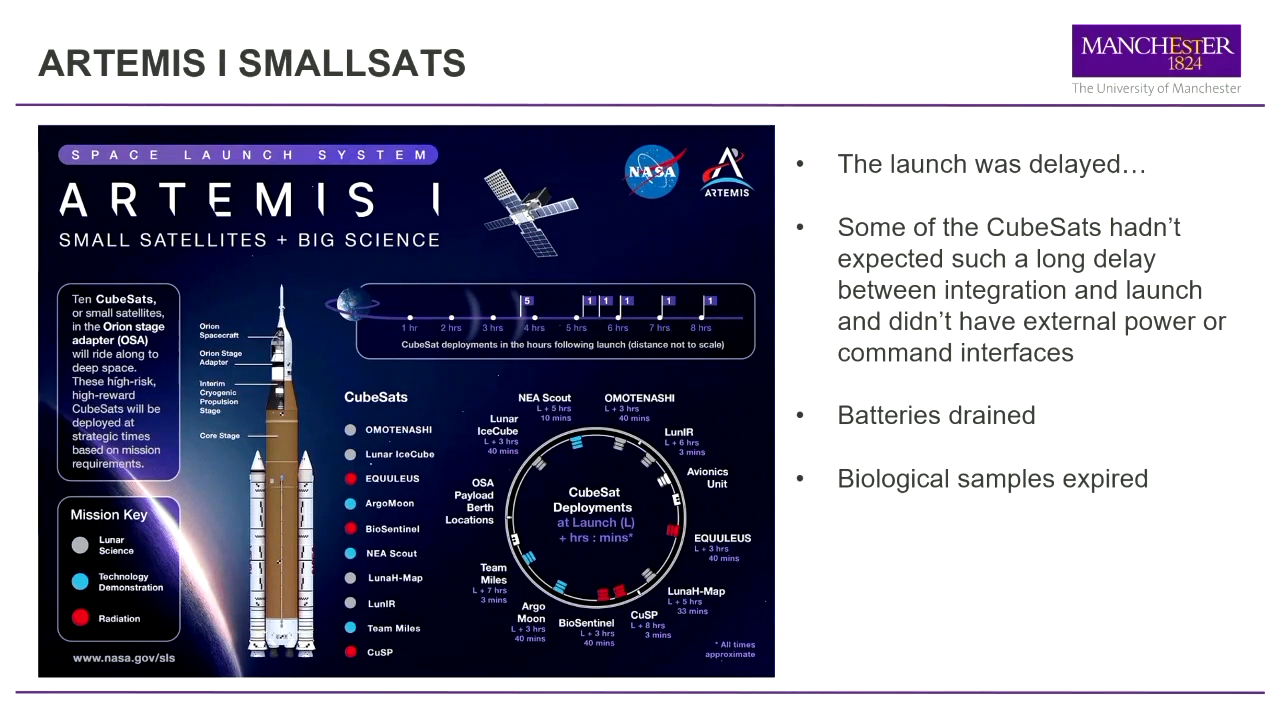 ARTEMIS I SMALLSATS
MANCHESTER
1824
The University of Manchester
SPACE LAUNCH SYSTEM
ARTEMIS I
SMALL SATELLITES + BIG SCIENCE
NASA
ARTEMIS
Ten CubeSats,
or small satellites,
in the Orion stage
adapter (OSA)
will ride along to
deep space.
These high-risk,
high-reward
CubeSats will be
deployed at
strategic times
based on mission
requirements.
Mission Key
Lunar
Science
Technology
Demonstration
Radiation
www.nasa.gov/sls
Orion
Spacecraft
Orion Stage
Adapter
Interim
Cryogenic
Propulsion
Stage
Core Stage
5 1 1 1 1 1
1 hr 2 hrs 3 hrs 4 hrs 5 hrs 6 hrs 7 hrs 8 hrs
CubeSat deployments in the hours following launch (distance not to scale)
CubeSats
OMOTENASHI
Lunar IceCube
EQUULEUS
ArgoMoon
BioSentinel
NEA Scout
LunaH-Map
LunIR
Team Miles
CuSP
NEA Scout
L + 5 hrs
10 mins
OMOTENASHI
L + 3 hrs
40 mins
LunIR
L + 6 hrs
3 mins
Avionics
Unit
EQUULEUS
L + 3 hrs
40 mins
LunaH-Map
L + 5 hrs
33 mins
CuSP
L + 8 hrs
3 mins
BioSentinel
L + 3 hrs
40 mins
Argo
Moon
L + 3 hrs
40 mins
Team
Miles
L + 7 hrs
3 mins
OSA
Payload
Berth
Locations
Lunar
IceCube
L + 3 hrs
40 mins
CubeSat
Deployments
at Launch (L)
+ hrs : mins*
* All times
approximate
• The launch was delayed…
• Some of the CubeSats hadn’t
expected such a long delay
between integration and launch
and didn’t have external power or
command interfaces
• Batteries drained
• Biological samples expired